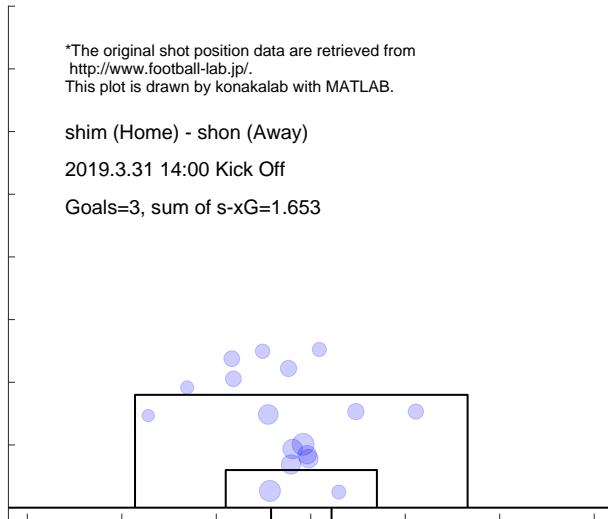 *The original shot position data are retrieved from
http://www.football-lab.jp/.
This plot is drawn by konakalab with MATLAB.
shim (Home) - shon (Away)
2019.3.31 14:00 Kick Off
Goals=3, sum of s-xG=1.653